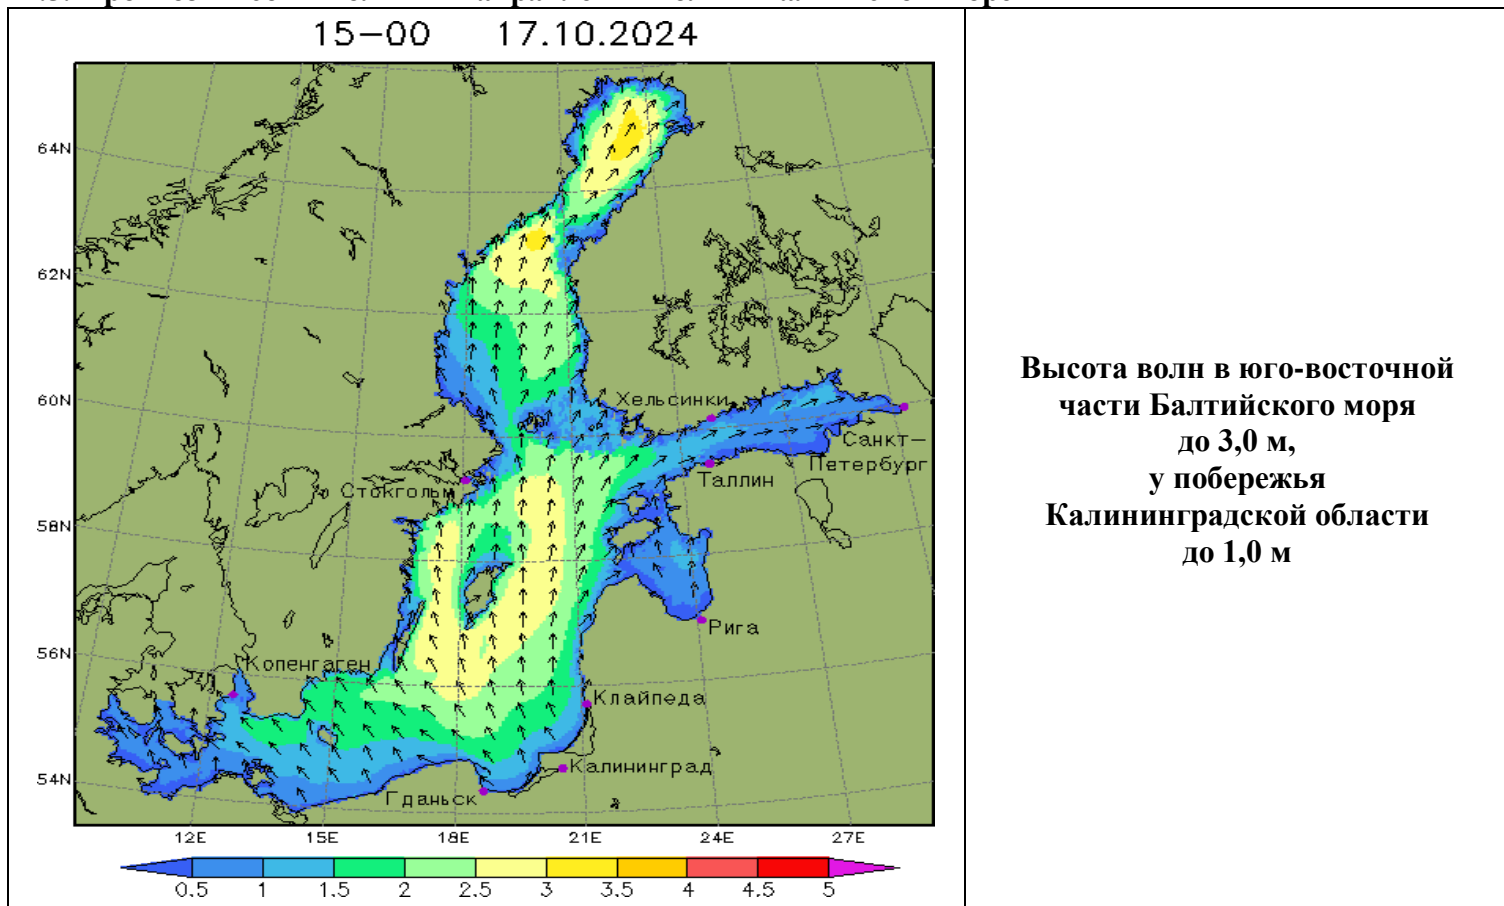 15-00 17.10.2024
64N
62N
60N
58N
56N
54N
Хельсинки
Санкт-
Петербург
Таллин
Стокгольм
Рига
Копенгаген
Клайпеда
Калининград
Гданьск
12E 15E 18E 21E 24E 27E
0.5 1 1.5 2 2.5 3 3.5 4 4.5 5
Высота волн в юго-восточной
части Балтийского моря
до 3,0 м,
у побережья
Калининградской области
до 1,0 м